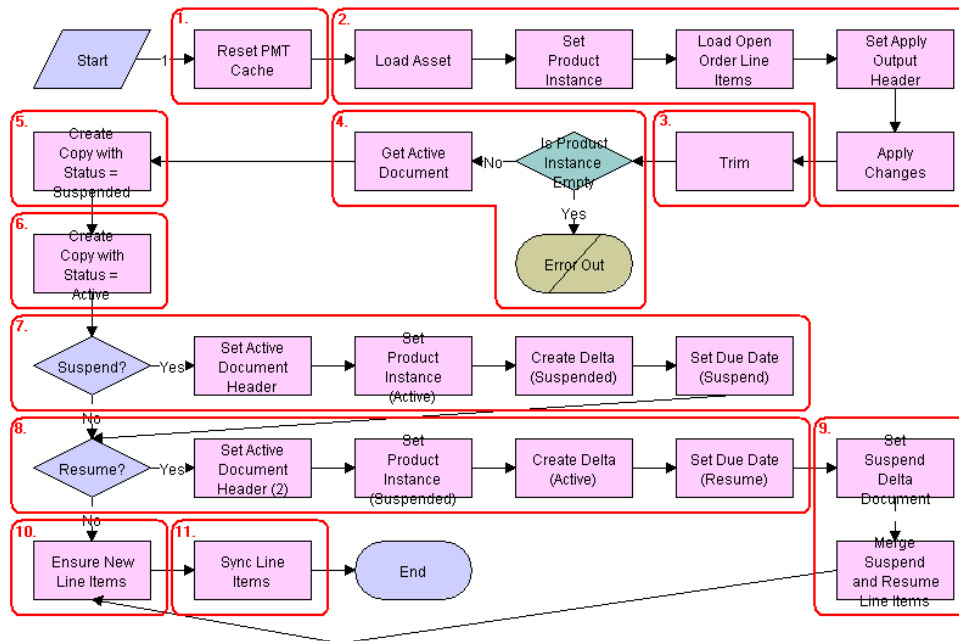 1.
2.
Start
1
Reset PMT
Cache
Load Asset
Set
Product
Instance
Load Open
Order Line
Items
Set Apply
Output
Header
5.
Create
Copy with
Status =
Suspended
4.
Get Active
Document
No
Is Product
Instance
Empty
Yes
Error Out
3.
Trim
Apply
Changes
6.
Create
Copy with
Status =
Active
7.
Suspend?
Yes
No
Set Active
Document
Header
Set
Product
Instance
(Active)
Create Delta
(Suspended)
Set Due Date
(Suspend)
8.
Resume?
Yes
No
Set Active
Document
Header (2)
Set
Product
Instance
(Suspended)
Create Delta
(Active)
Set Due Date
(Resume)
9.
Set
Suspend
Delta
Document
Merge
Suspend
and Resume
Line Items
10.
Ensure New
Line Items
11.
Sync Line
Items
End